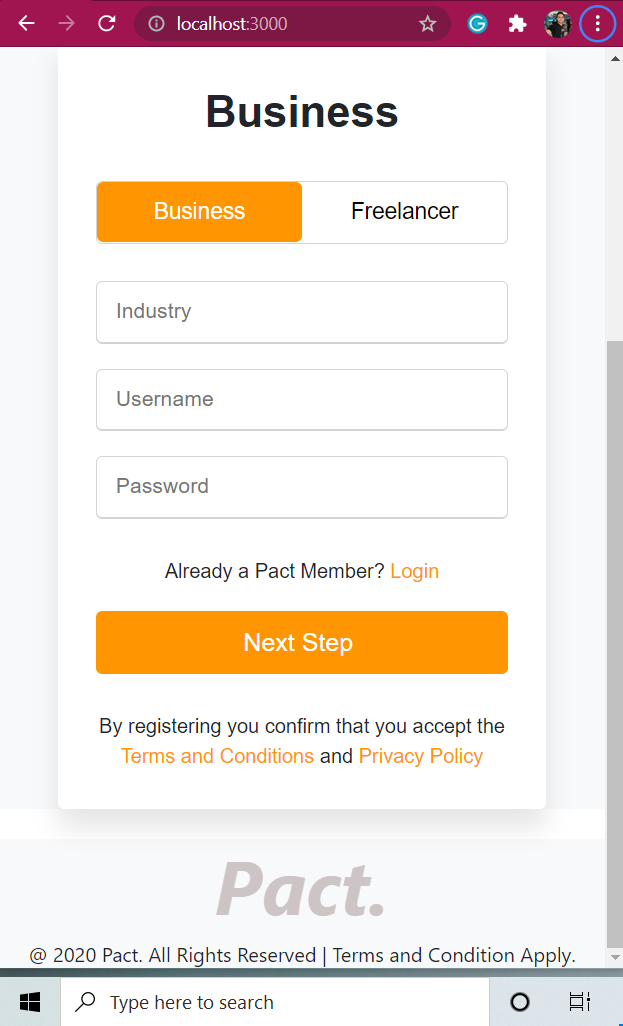 localhost:3000
Business
Business Freelancer
Industry
Username
Password
Already a Pact Member? Login
Next Step
By registering you confirm that you accept the
Terms and Conditions and Privacy Policy
Pact.
@ 2020 Pact. All Rights Reserved | Terms and Condition Apply.
Type here to search